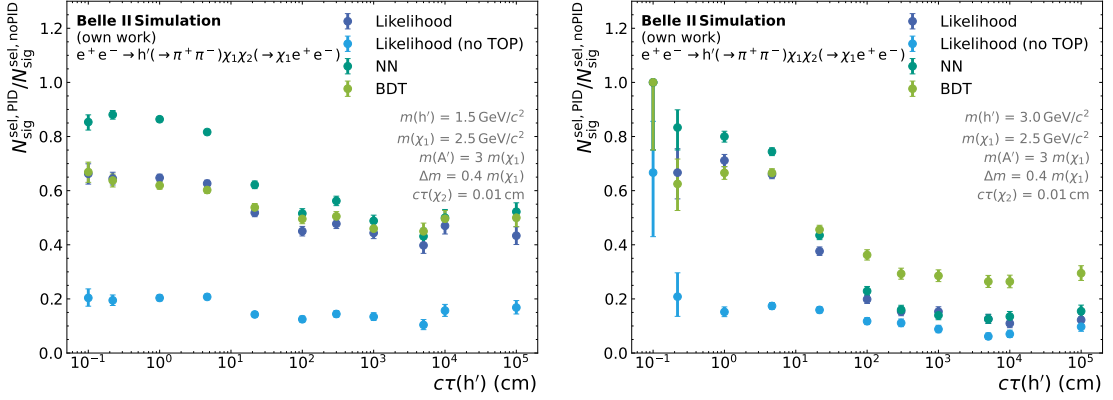 Belle II Simulation
(own work)
e⁺e⁻ → h′(→ π⁺π⁻)χ₁χ₂(→ χ₁e⁺e⁻)
Likelihood
Likelihood (no TOP)
NN
BDT
m(h′) = 1.5 GeV/c²
m(χ₁) = 2.5 GeV/c²
m(A′) = 3 m(χ₁)
Δm = 0.4 m(χ₁)
cτ(χ₂) = 0.01 cm
N_sig^sel, PID / N_sig^sel, noPID
1.2
1.0
0.8
0.6
0.4
0.2
0.0
10⁻¹ 10⁰ 10¹ 10² 10³ 10⁴ 10⁵
cτ(h′) (cm)
Belle II Simulation
(own work)
e⁺e⁻ → h′(→ π⁺π⁻)χ₁χ₂(→ χ₁e⁺e⁻)
Likelihood
Likelihood (no TOP)
NN
BDT
m(h′) = 3.0 GeV/c²
m(χ₁) = 2.5 GeV/c²
m(A′) = 3 m(χ₁)
Δm = 0.4 m(χ₁)
cτ(χ₂) = 0.01 cm
N_sig^sel, PID / N_sig^sel, noPID
1.2
1.0
0.8
0.6
0.4
0.2
0.0
10⁻¹ 10⁰ 10¹ 10² 10³ 10⁴ 10⁵
cτ(h′) (cm)